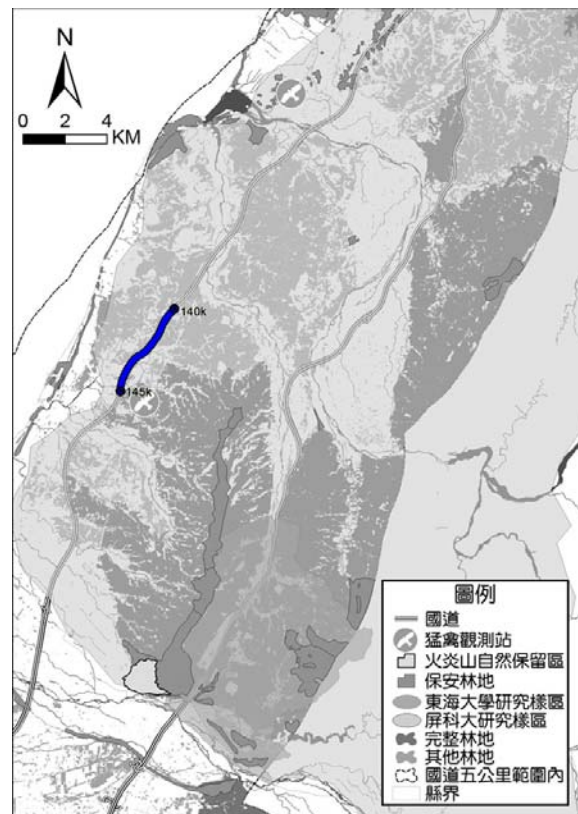 N
0 2 4
KM
140k
145k
圖例
國道
猛禽觀測站
火炎山自然保留區
保安林地
東海大學研究樣區
屏科大研究樣區
完整林地
其他林地
國道五公里範圍內
縣界